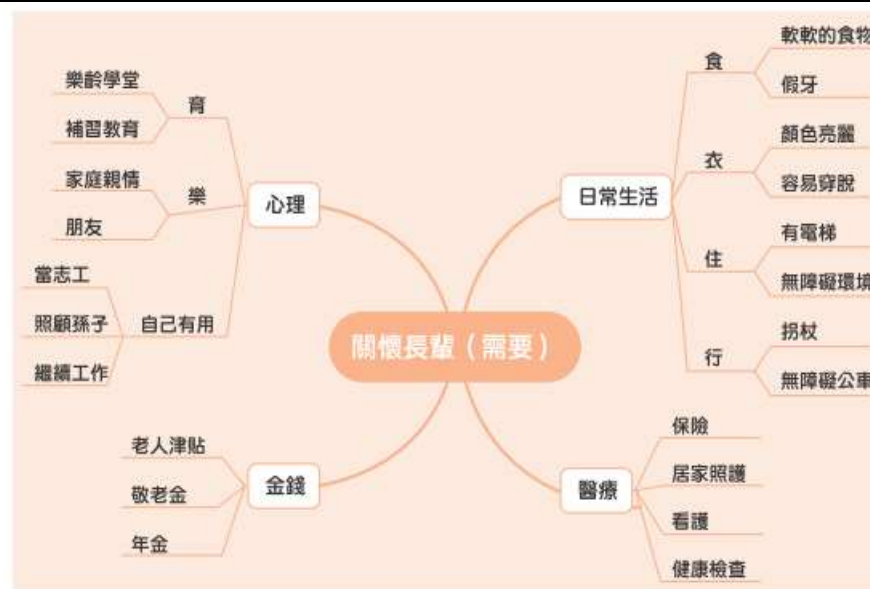 關懷長輩（需要）
心理
育
樂齡學堂
補習教育
樂
家庭親情
朋友
自己有用
當志工
照顧孫子
繼續工作
金錢
老人津貼
敬老金
年金
日常生活
食
軟軟的食物
假牙
衣
顏色亮麗
容易穿脫
住
有電梯
無障礙環境
行
拐杖
無障礙公車
醫療
保險
居家照護
看護
健康檢查